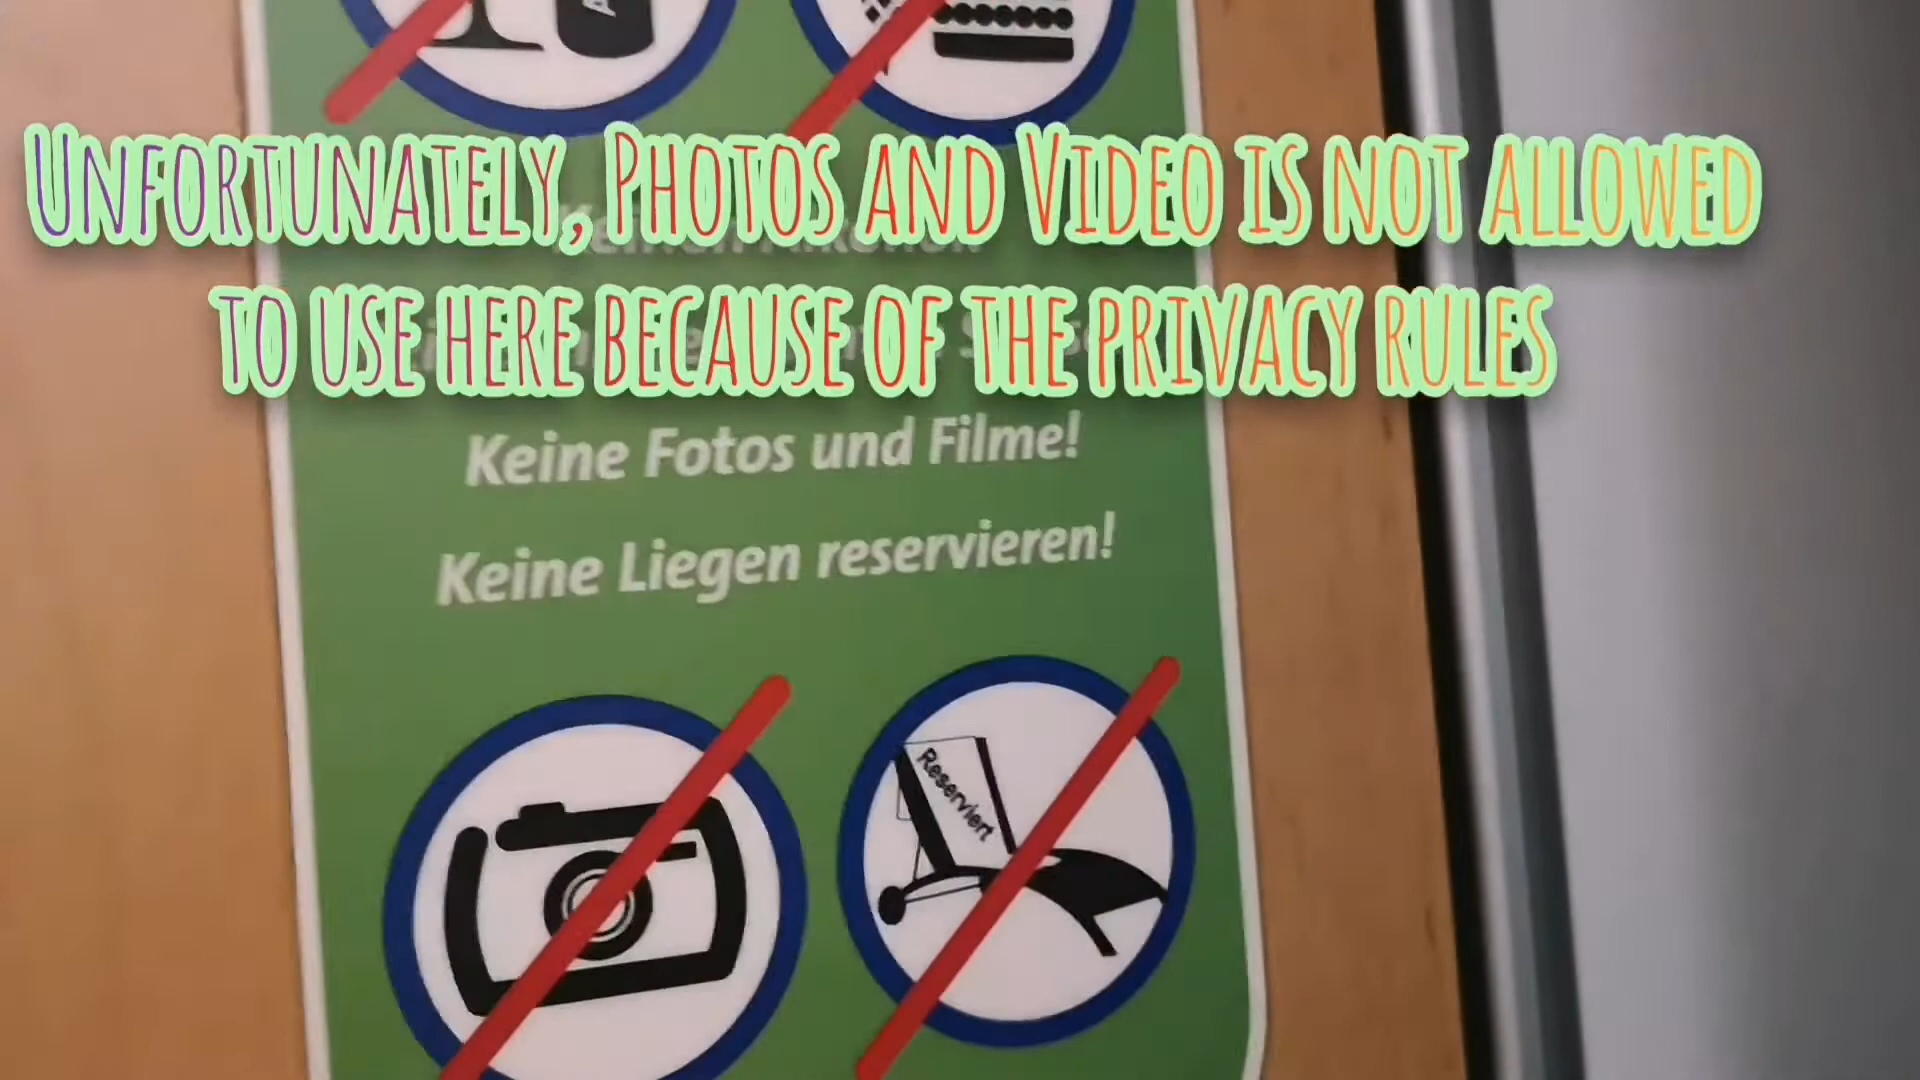 Unfortunately, Photos and Video is not allowed
to use here because of the privacy rules
Keine Fotos und Filme!
Keine Liegen reservieren!
Reserviert